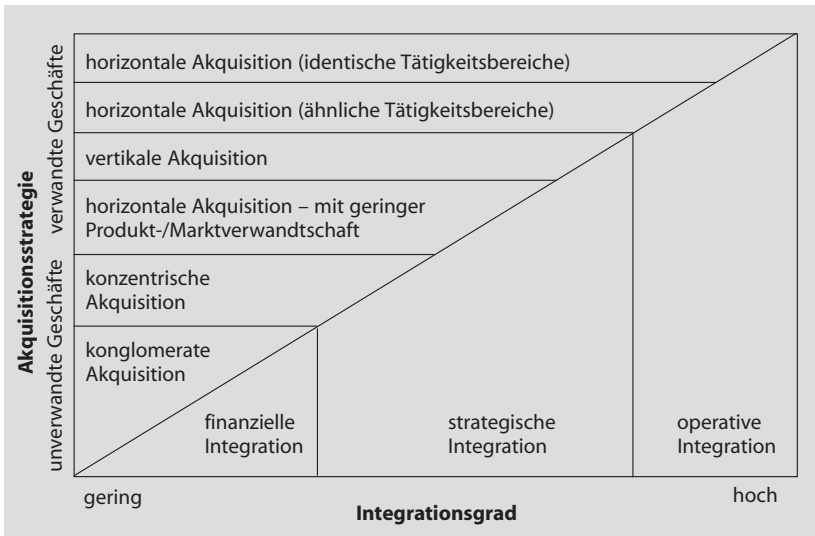 Akquisitionsstrategie
verwandte Geschäfte
unverwandte Geschäfte
horizontale Akquisition (identische Tätigkeitsbereiche)
horizontale Akquisition (ähnliche Tätigkeitsbereiche)
vertikale Akquisition
horizontale Akquisition – mit geringer
Produkt-/Marktverwandtschaft
konzentrische
Akquisition
konglomerate
Akquisition
finanzielle
Integration
strategische
Integration
operative
Integration
gering
hoch
Integrationsgrad